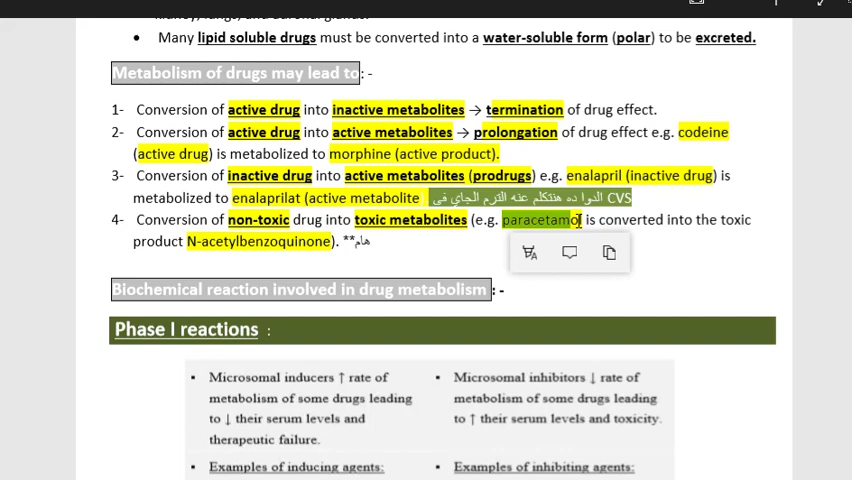 kidney, lungs, and adrenal glands.
• Many lipid soluble drugs must be converted into a water-soluble form (polar) to be excreted.
Metabolism of drugs may lead to: -
1- Conversion of active drug into inactive metabolites → termination of drug effect.
2- Conversion of active drug into active metabolites → prolongation of drug effect e.g. codeine
(active drug) is metabolized to morphine (active product).
3- Conversion of inactive drug into active metabolites (prodrugs) e.g. enalapril (inactive drug) is
metabolized to enalaprilat (active metabolite الدوا ده هنتكلم عنه الترم الجاي فى CVS
4- Conversion of non-toxic drug into toxic metabolites (e.g. paracetamol is converted into the toxic
product N-acetylbenzoquinone). **هام
Biochemical reaction involved in drug metabolism : -
Phase I reactions :
▪ Microsomal inducers ↑ rate of
metabolism of some drugs leading
to ↓ their serum levels and
therapeutic failure.
▪ Examples of inducing agents:
▪ Microsomal inhibitors ↓ rate of
metabolism of some drugs leading
to ↑ their serum levels and toxicity.
▪ Examples of inhibiting agents: